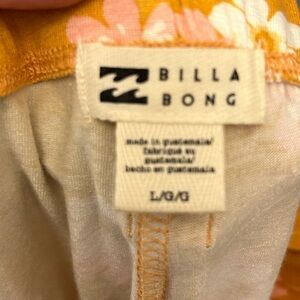 BILLA
BONG
made in guatemala/
fabriqué au
guatemala/
hecho en guatemala
L/G/G